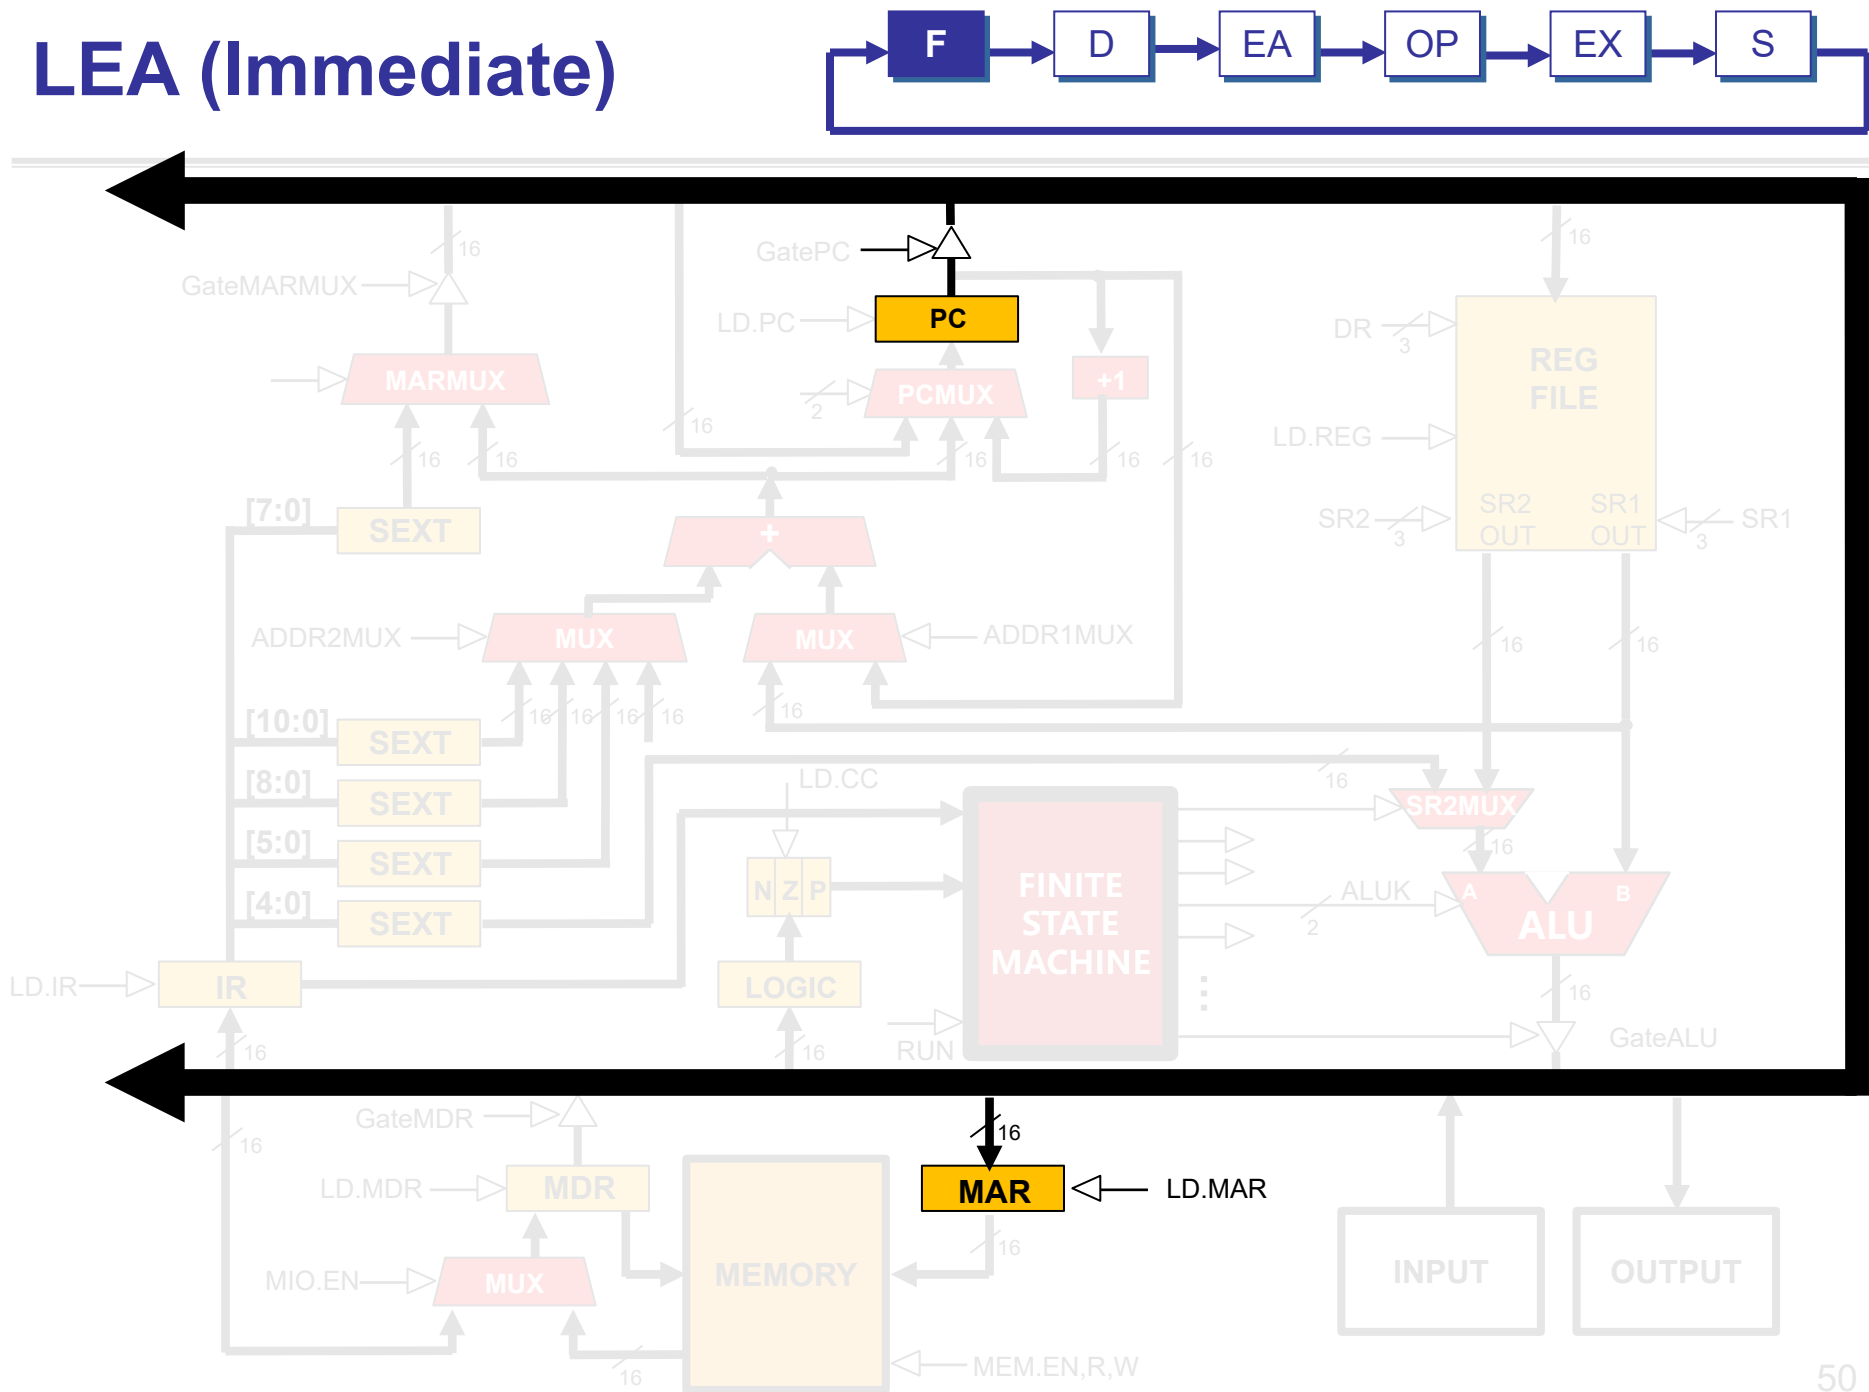 LEA (Immediate)
F D EA OP EX S
16
16
GatePC
GateMARMUX
LD.PC
PC
DR
3
REG
FILE
MARMUX
PCMUX
+1
2
16
LD.REG
16
16
16
16
16
[7:0]
SEXT
+
SR2
3
SR2
OUT
SR1
OUT
SR1
3
ADDR2MUX
MUX
MUX
ADDR1MUX
16
16
[10:0]
SEXT
16
16
16
16
16
[8:0]
SEXT
LD.CC
16
SR2MUX
[5:0]
SEXT
16
N Z P
FINITE
STATE
MACHINE
ALUK
2
A
B
ALU
[4:0]
SEXT
LD.IR
IR
LOGIC
⋮
16
16
16
RUN
GateALU
GateMDR
16
16
LD.MDR
MDR
MAR
LD.MAR
16
MIO.EN
MUX
MEMORY
INPUT
OUTPUT
16
MEM.EN,R,W
50